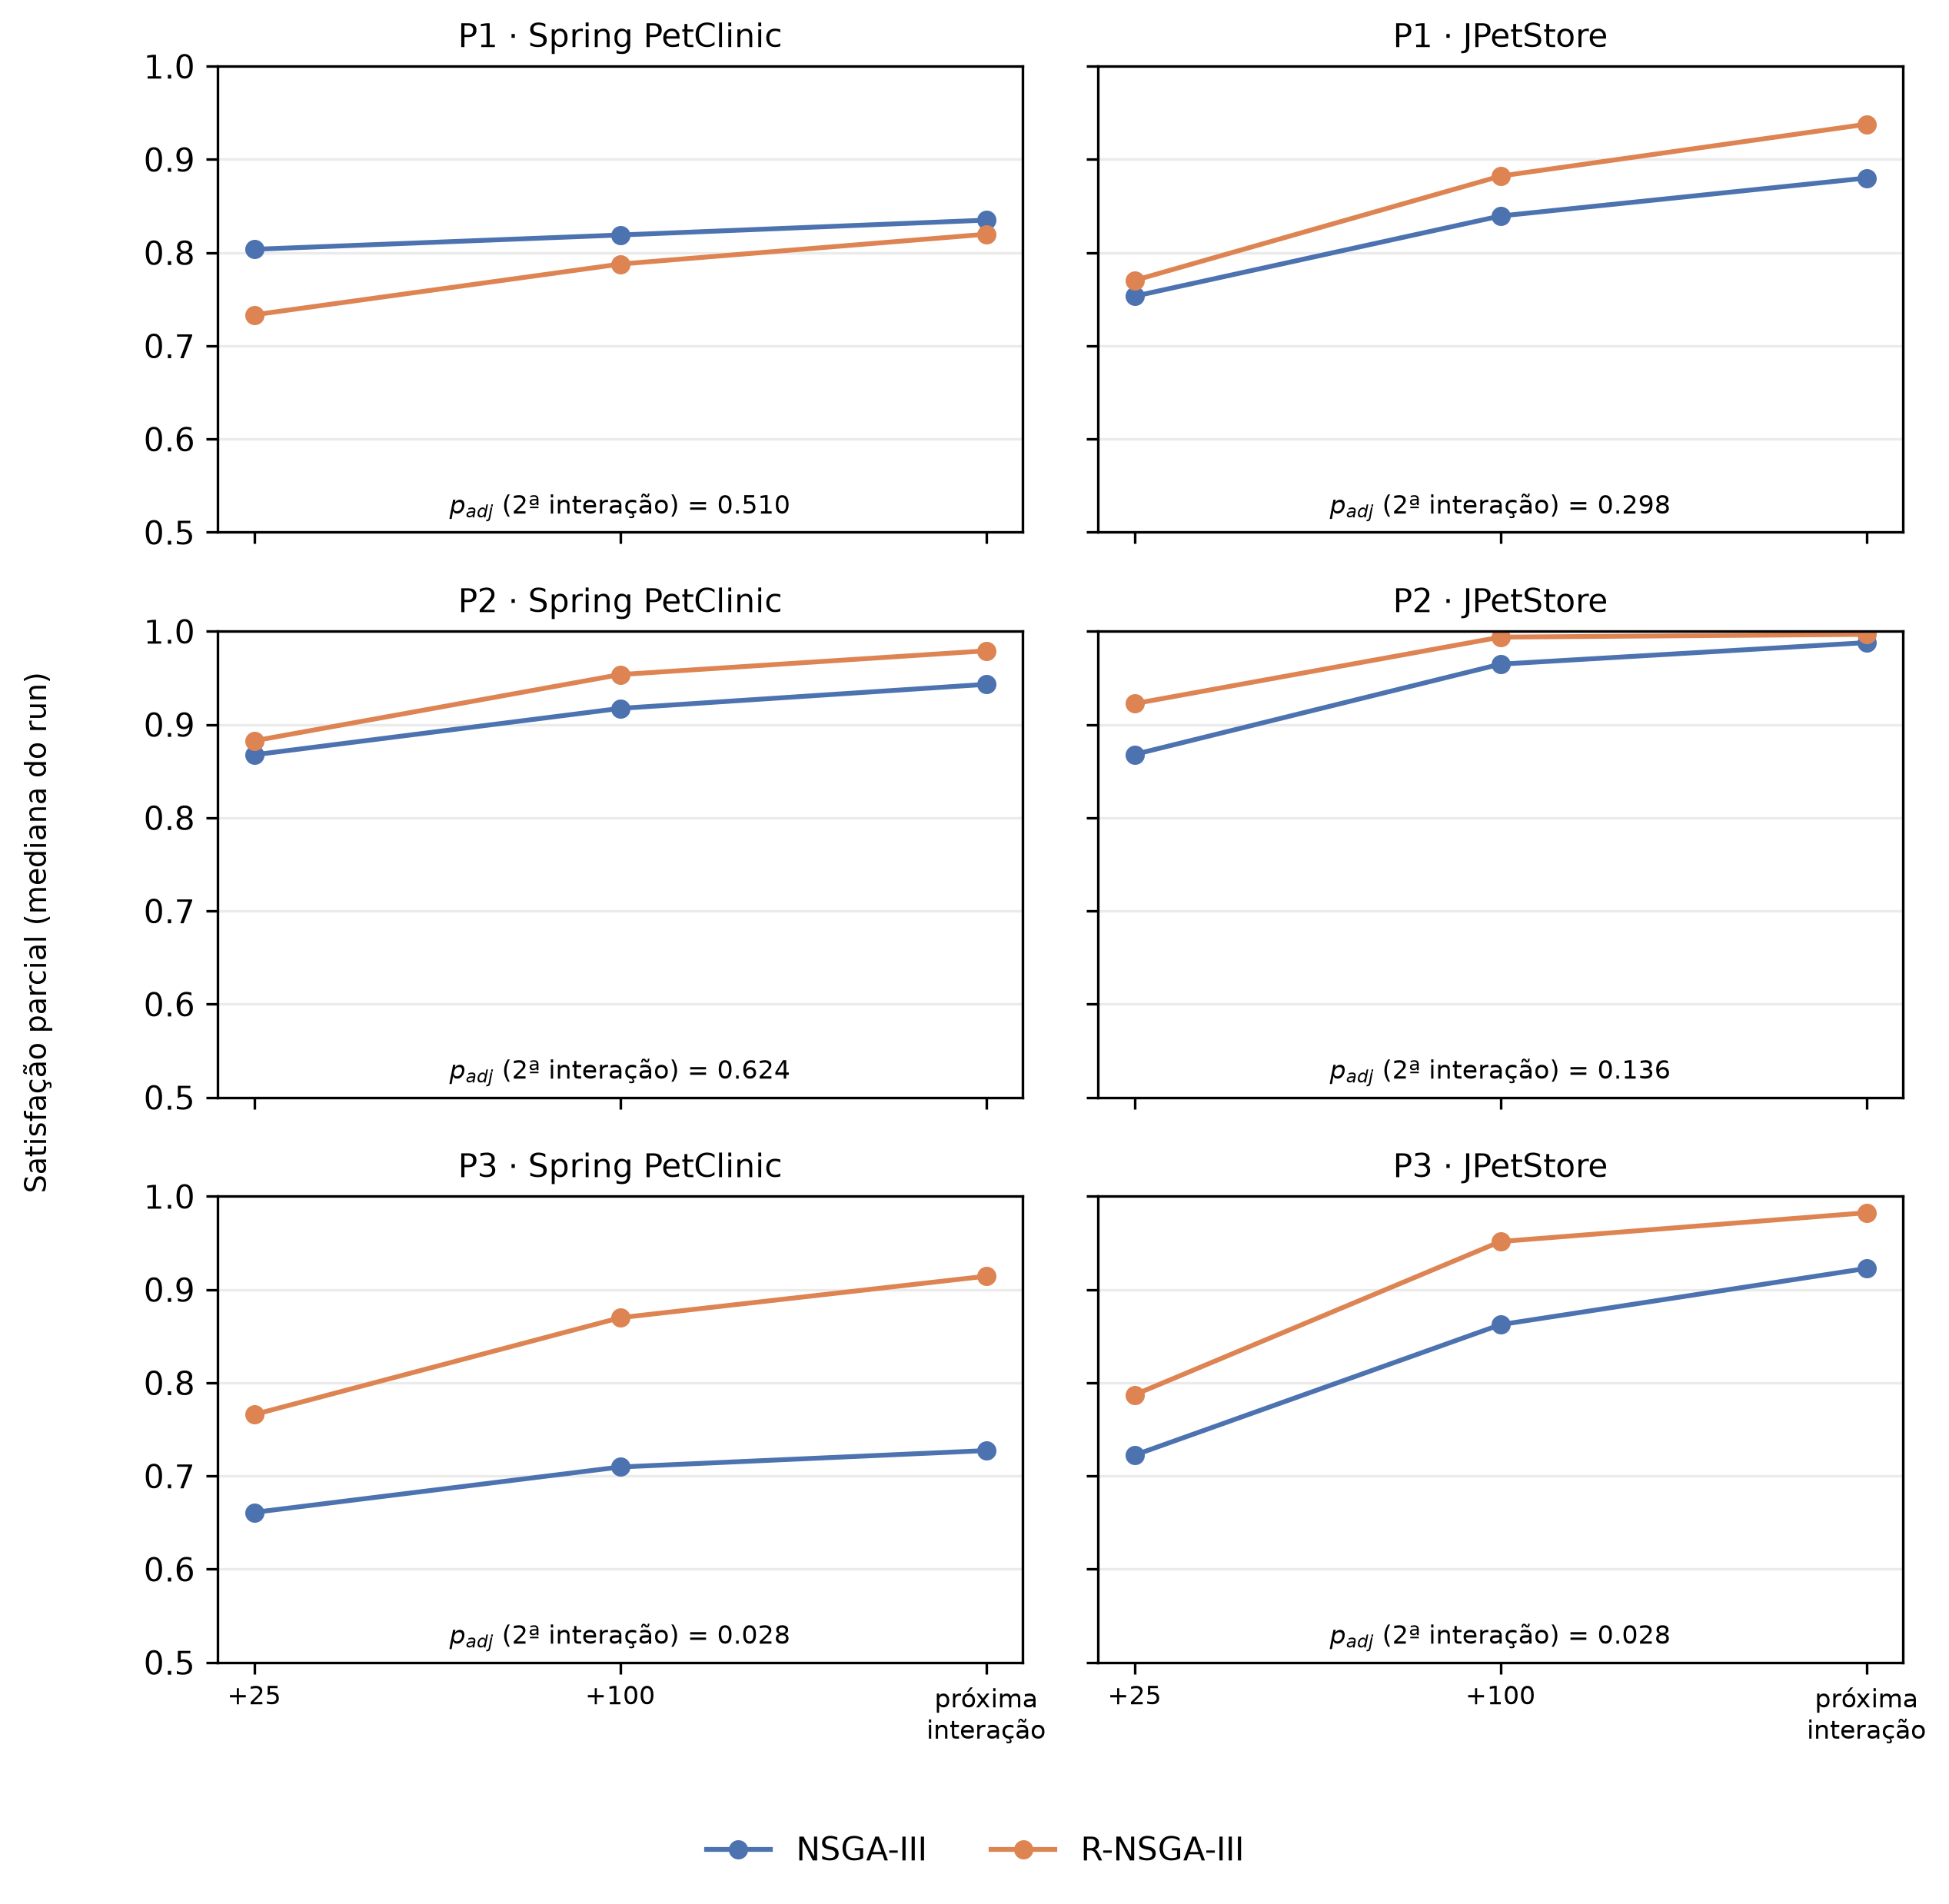 P1 · Spring PetClinic
1.0
0.9
0.8
0.7
0.6
0.5
p_adj (2ª interação) = 0.510
P1 · JPetStore
p_adj (2ª interação) = 0.298
Satisfação parcial (mediana do run)
P2 · Spring PetClinic
1.0
0.9
0.8
0.7
0.6
0.5
p_adj (2ª interação) = 0.624
P2 · JPetStore
p_adj (2ª interação) = 0.136
P3 · Spring PetClinic
1.0
0.9
0.8
0.7
0.6
0.5
p_adj (2ª interação) = 0.028
+25
+100
próxima
interação
P3 · JPetStore
p_adj (2ª interação) = 0.028
+25
+100
próxima
interação
NSGA-III
R-NSGA-III